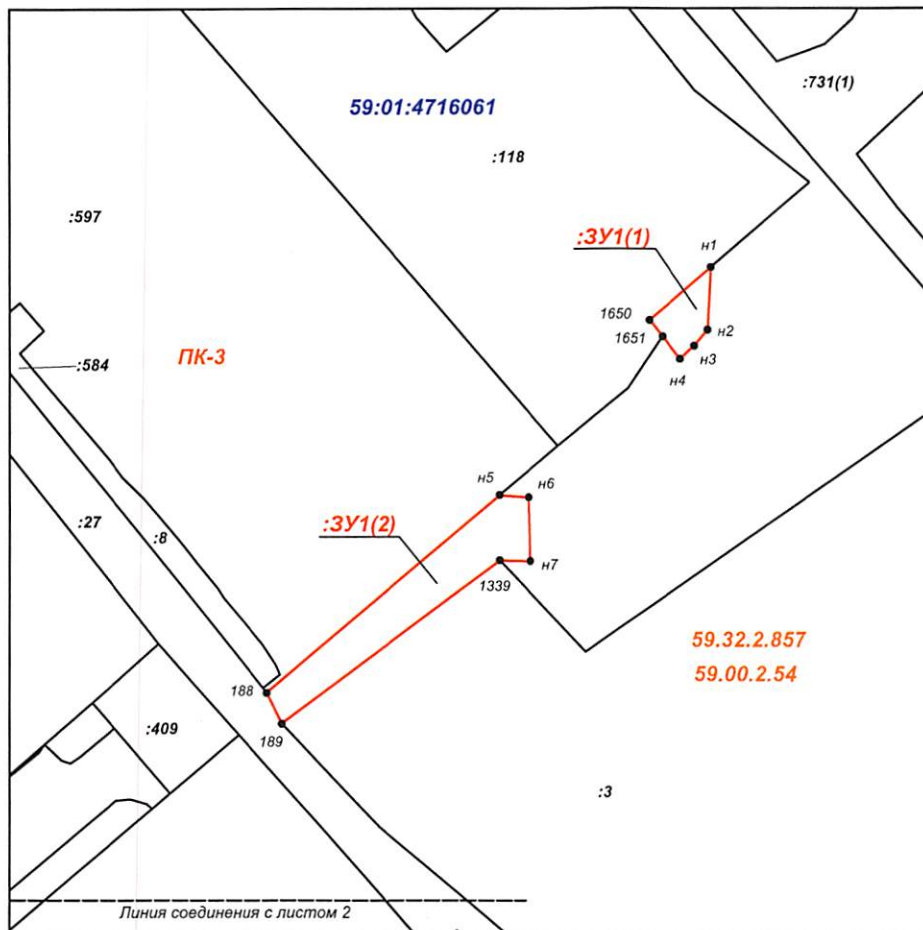 :731(1)
59:01:4716061
:118
:597
:ЗУ1(1)
н1
1650
н2
1651
н3
ПК-3
:584
н4
н5
н6
:ЗУ1(2)
:27
:8
н7
1339
59.32.2.857
59.00.2.54
188
:409
189
:3
Линия соединения с листом 2